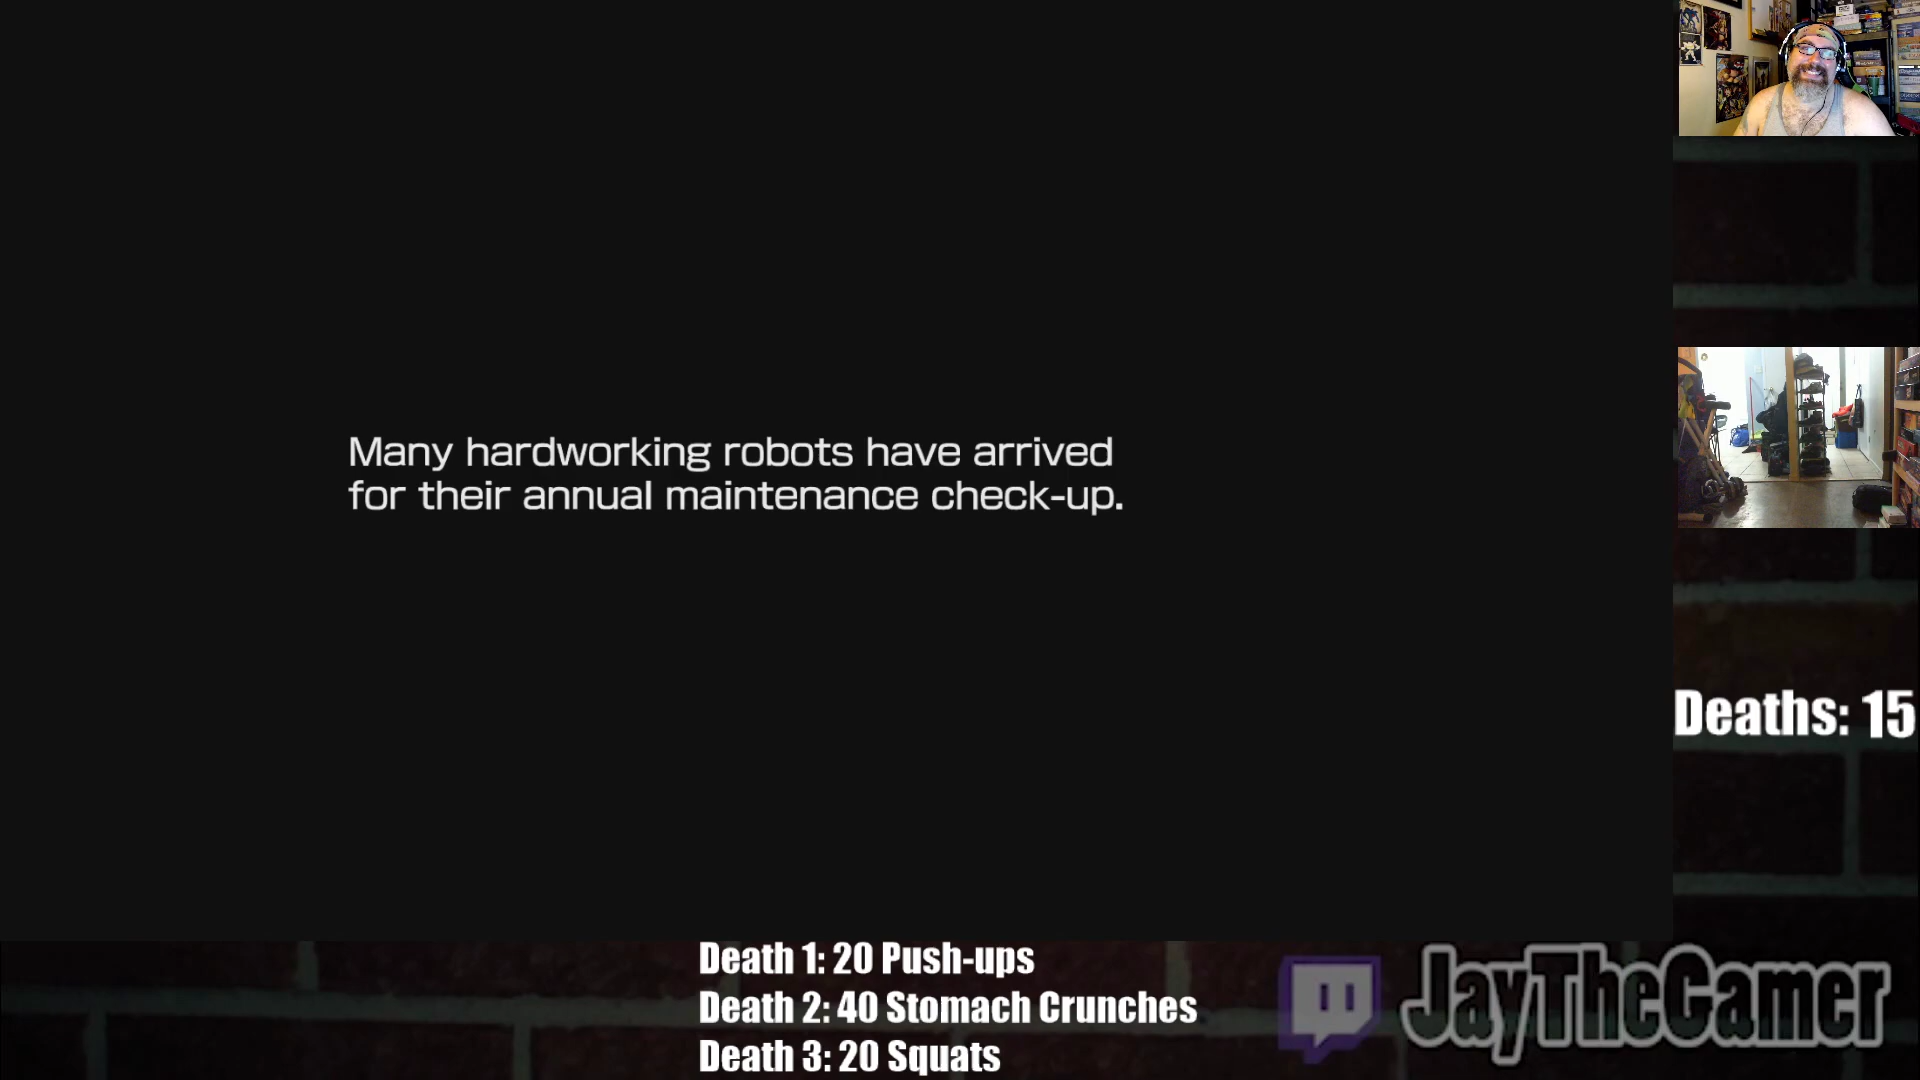 Many hardworking robots have arrived
for their annual maintenance check-up.
Deaths: 15
Death 1: 20 Push-ups
Death 2: 40 Stomach Crunches
Death 3: 20 Squats
JayTheGamer